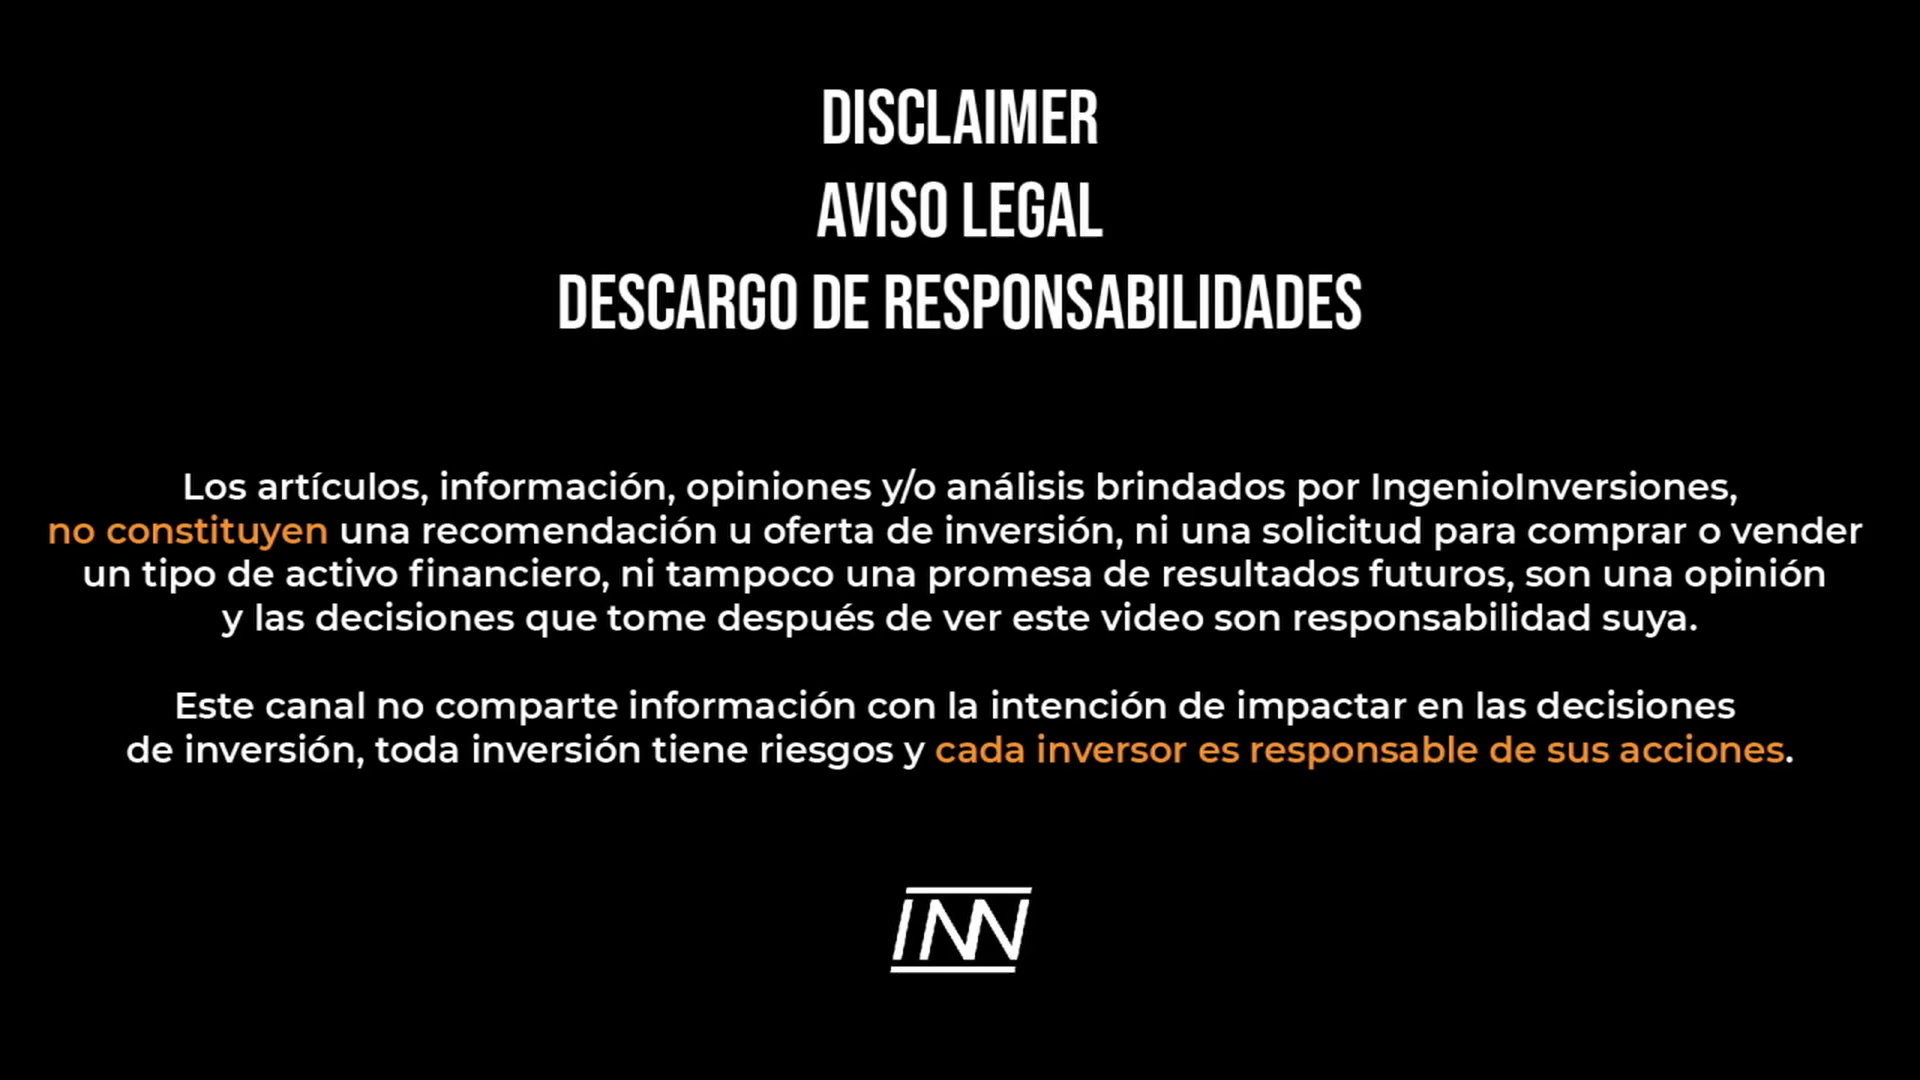 DISCLAIMER
AVISO LEGAL
DESCARGO DE RESPONSABILIDADES
Los artículos, información, opiniones y/o análisis brindados por IngenioInversiones,
no constituyen una recomendación u oferta de inversión, ni una solicitud para comprar o vender
un tipo de activo financiero, ni tampoco una promesa de resultados futuros, son una opinión
y las decisiones que tome después de ver este video son responsabilidad suya.
Este canal no comparte información con la intención de impactar en las decisiones
de inversión, toda inversión tiene riesgos y cada inversor es responsable de sus acciones.
INN